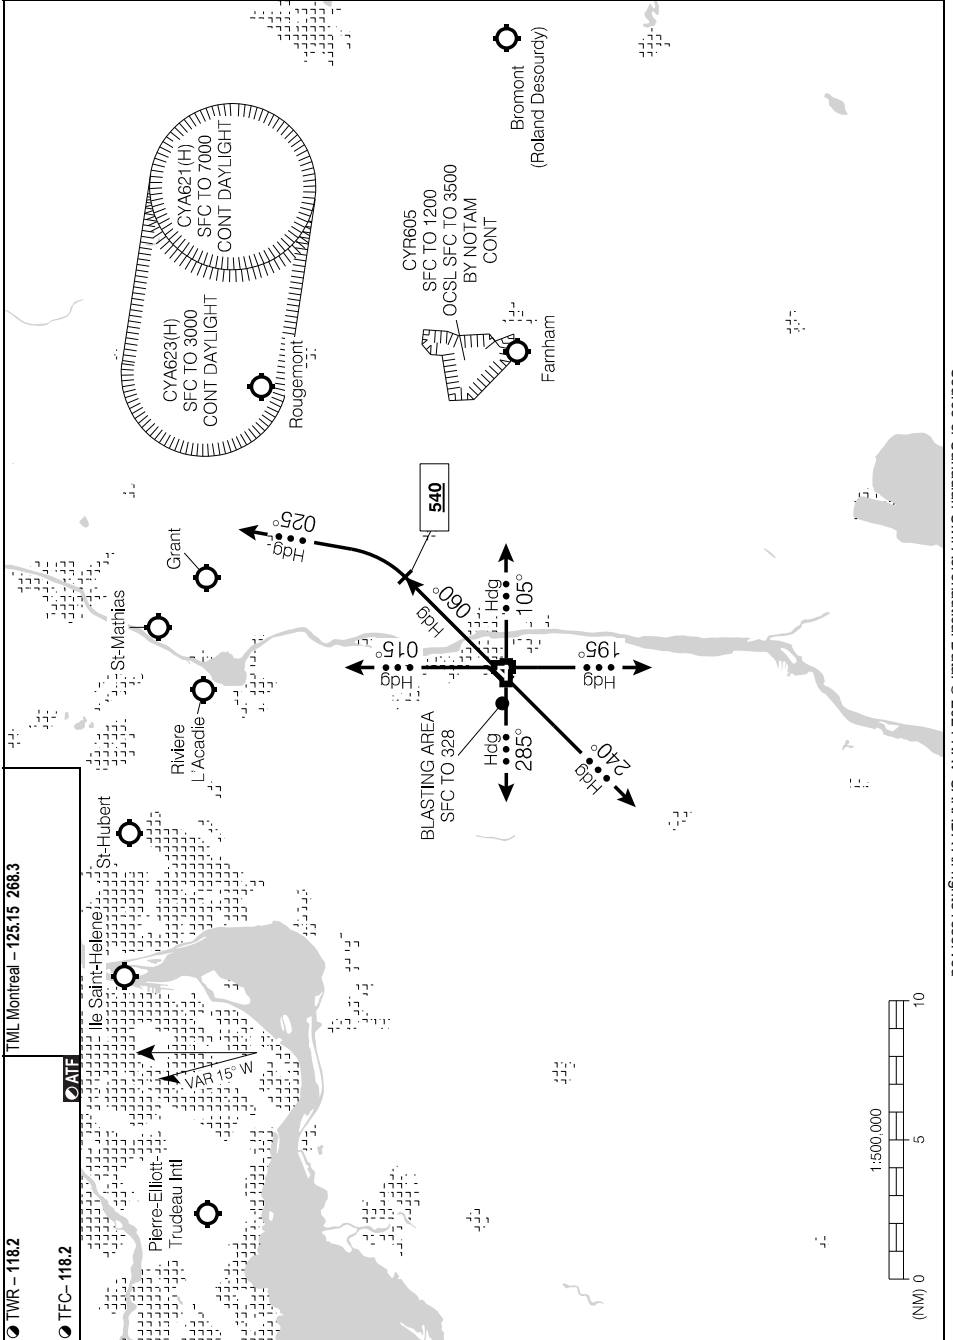 TWR – 118.2
TFC – 118.2
ATF
TML Montreal – 125.15 268.3
Pierre-Elliott-
Trudeau Intl
VAR 15° W
Ile Saint-Helene
St-Hubert
Riviere
L'Acadie
St-Mathias
Grant
CYA623(H)
SFC TO 3000
CONT DAYLIGHT
CYA621(H)
SFC TO 7000
CONT DAYLIGHT
Rougemont
CYR605
SFC TO 1200
OCSL SFC TO 3500
BY NOTAM
CONT
Farnham
Bromont
(Roland Desourdy)
BLASTING AREA
SFC TO 328
Hdg 015°
Hdg 025°
540
Hdg 060°
Hdg 105°
Hdg 195°
Hdg 240°
Hdg 285°
1:500,000
(NM) 0 5 10